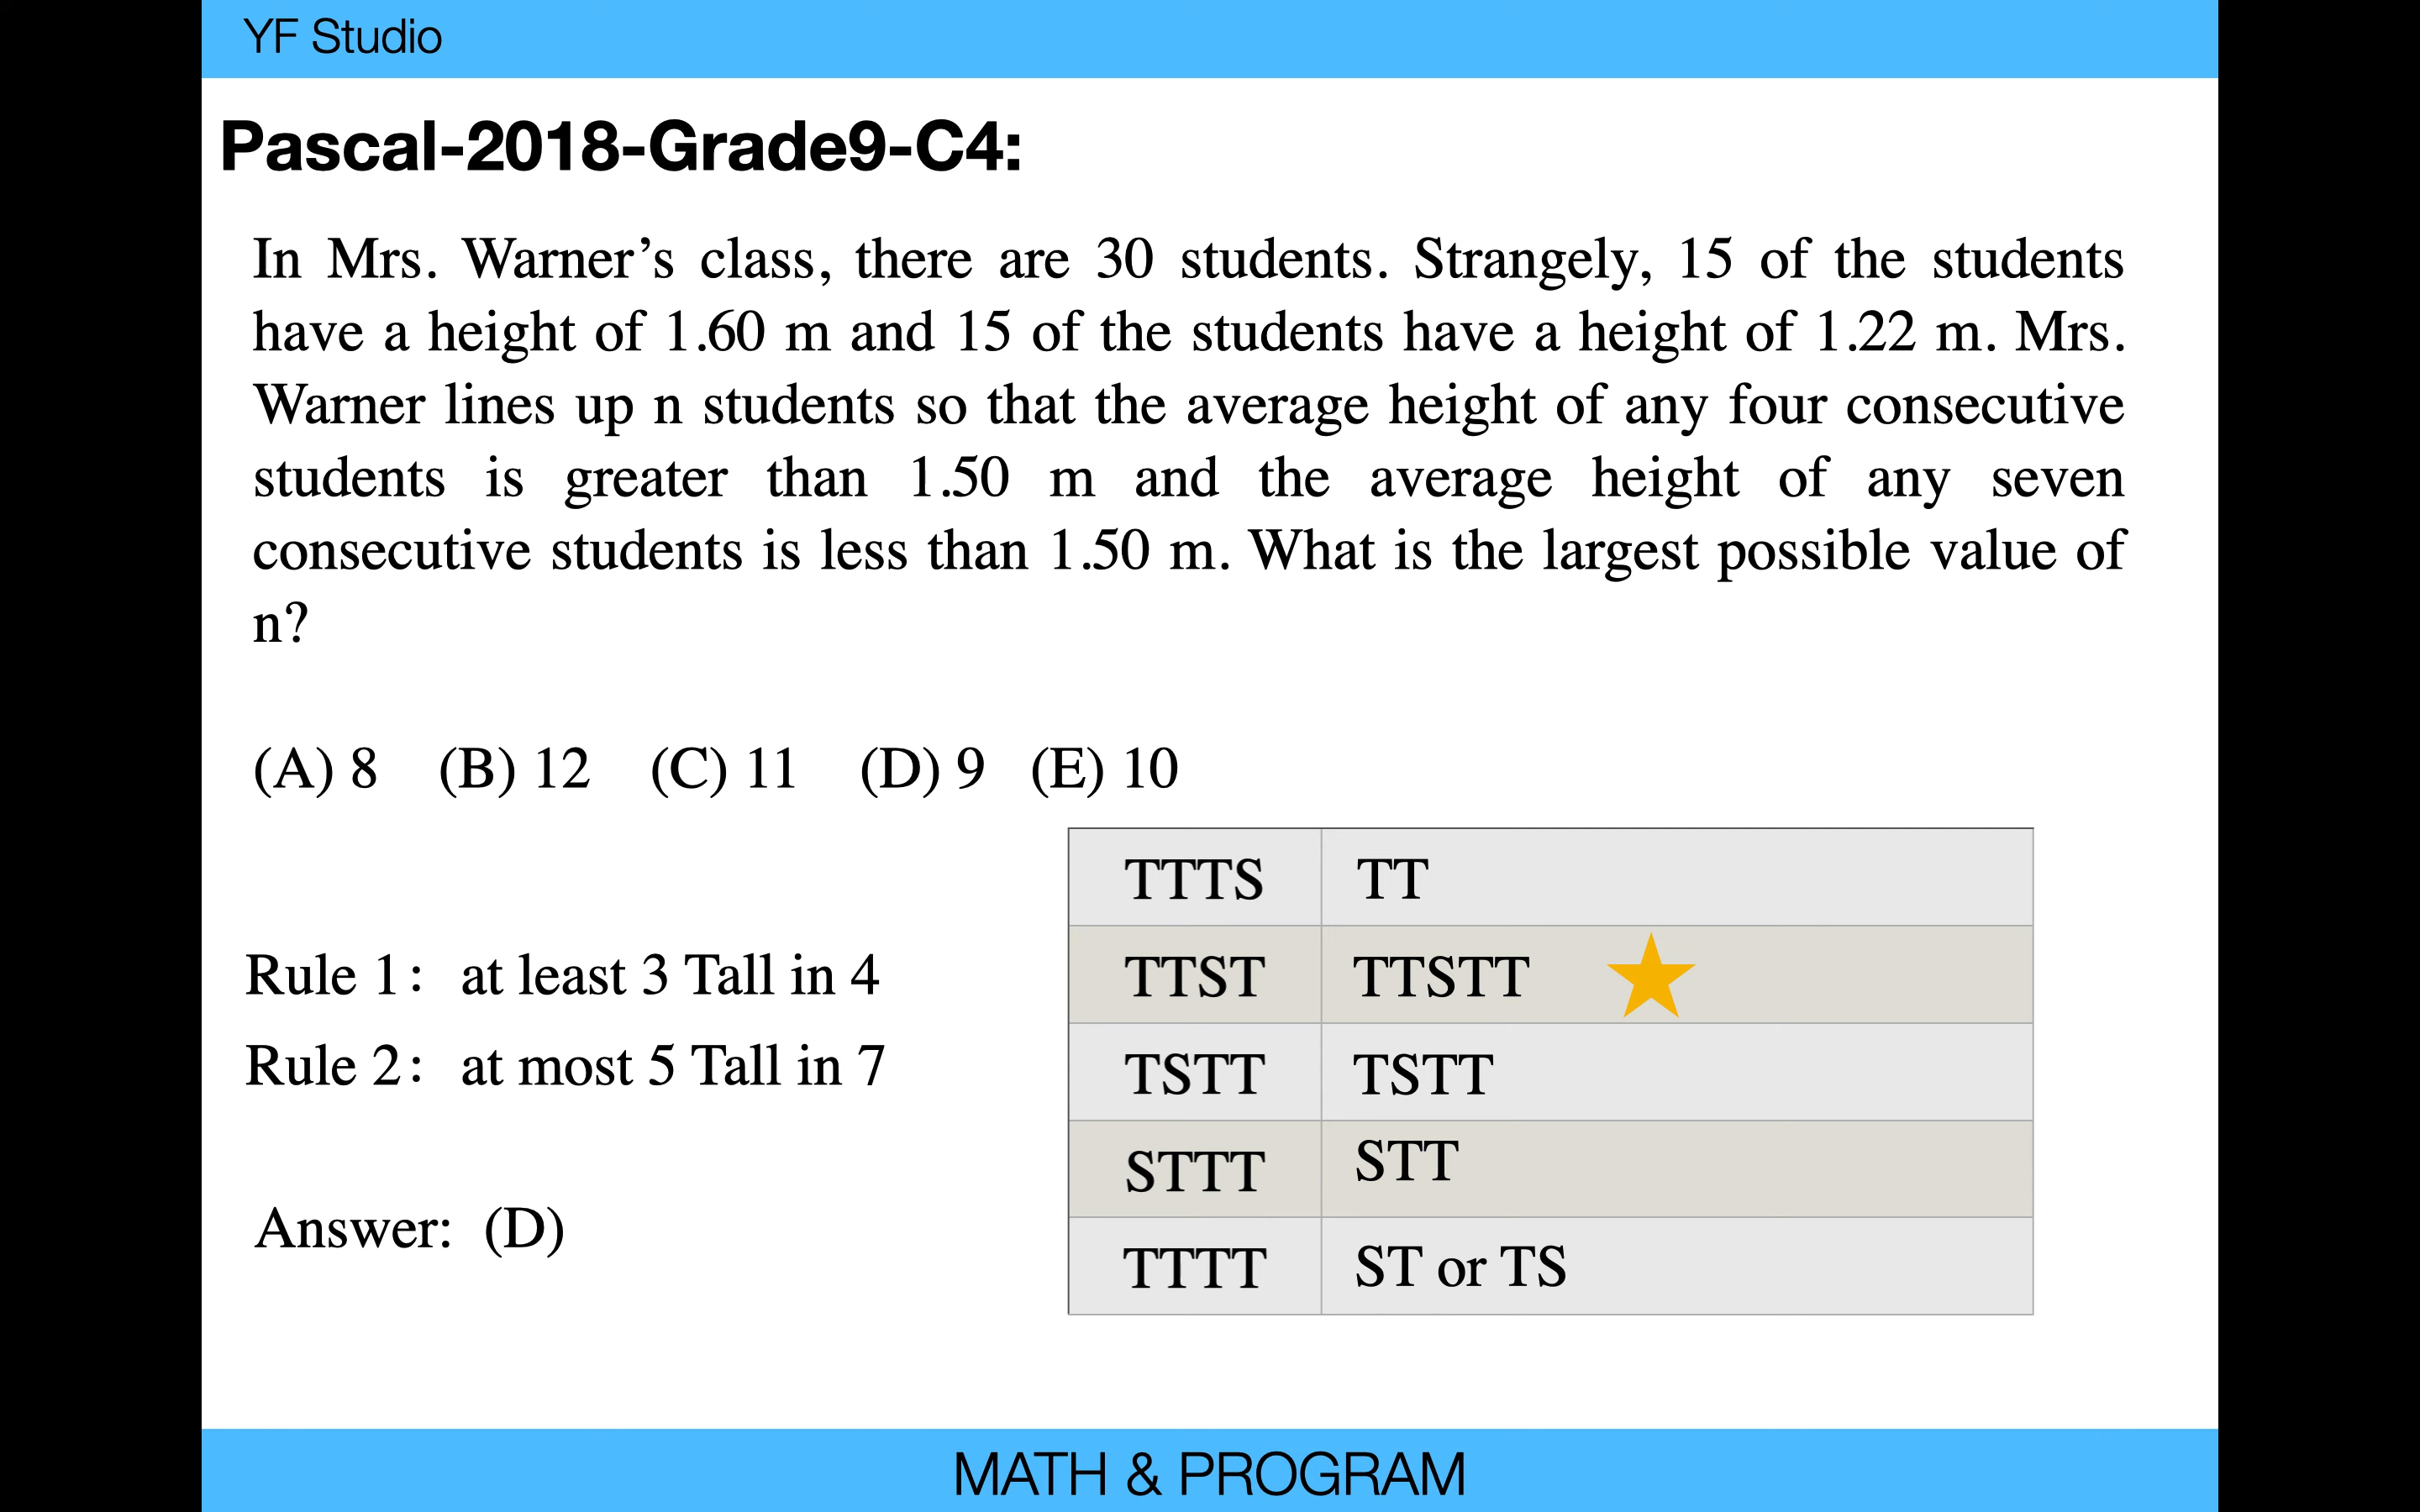 YF Studio
Pascal-2018-Grade9-C4:
In Mrs. Warner’s class, there are 30 students. Strangely, 15 of the students
have a height of 1.60 m and 15 of the students have a height of 1.22 m. Mrs.
Warner lines up n students so that the average height of any four consecutive
students is greater than 1.50 m and the average height of any seven
consecutive students is less than 1.50 m. What is the largest possible value of
n?
(A) 8 (B) 12 (C) 11 (D) 9 (E) 10
Rule 1: at least 3 Tall in 4
Rule 2: at most 5 Tall in 7
Answer: (D)
TTTS TT
TTST TTSTT
TSTT TSTT
STTT STT
TTTT ST or TS
MATH & PROGRAM